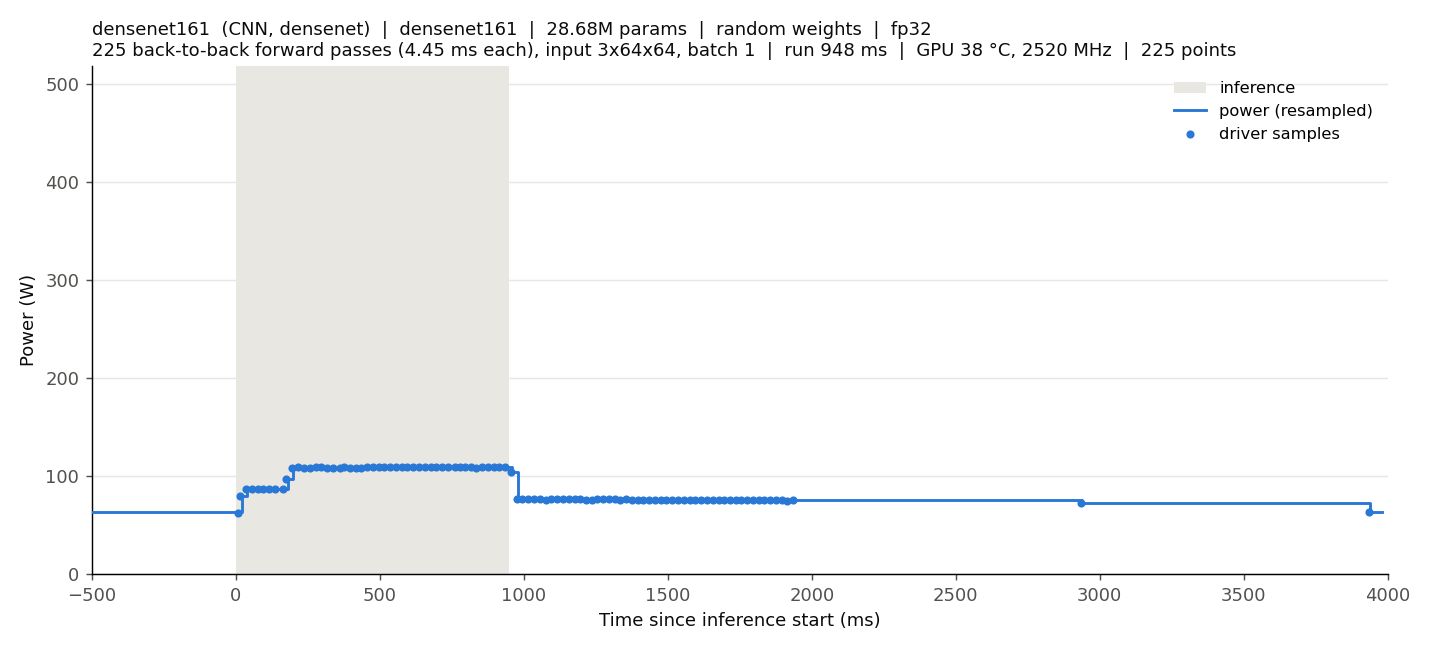 densenet161  (CNN, densenet)  |  densenet161  |  28.68M params  |  random weights  |  fp32
225 back-to-back forward passes (4.45 ms each), input 3x64x64, batch 1  |  run 948 ms  |  GPU 38 °C, 2520 MHz  |  225 points
inference
power (resampled)
driver samples
Power (W)
500
400
300
200
100
0
−500
0
500
1000
1500
2000
2500
3000
3500
4000
Time since inference start (ms)